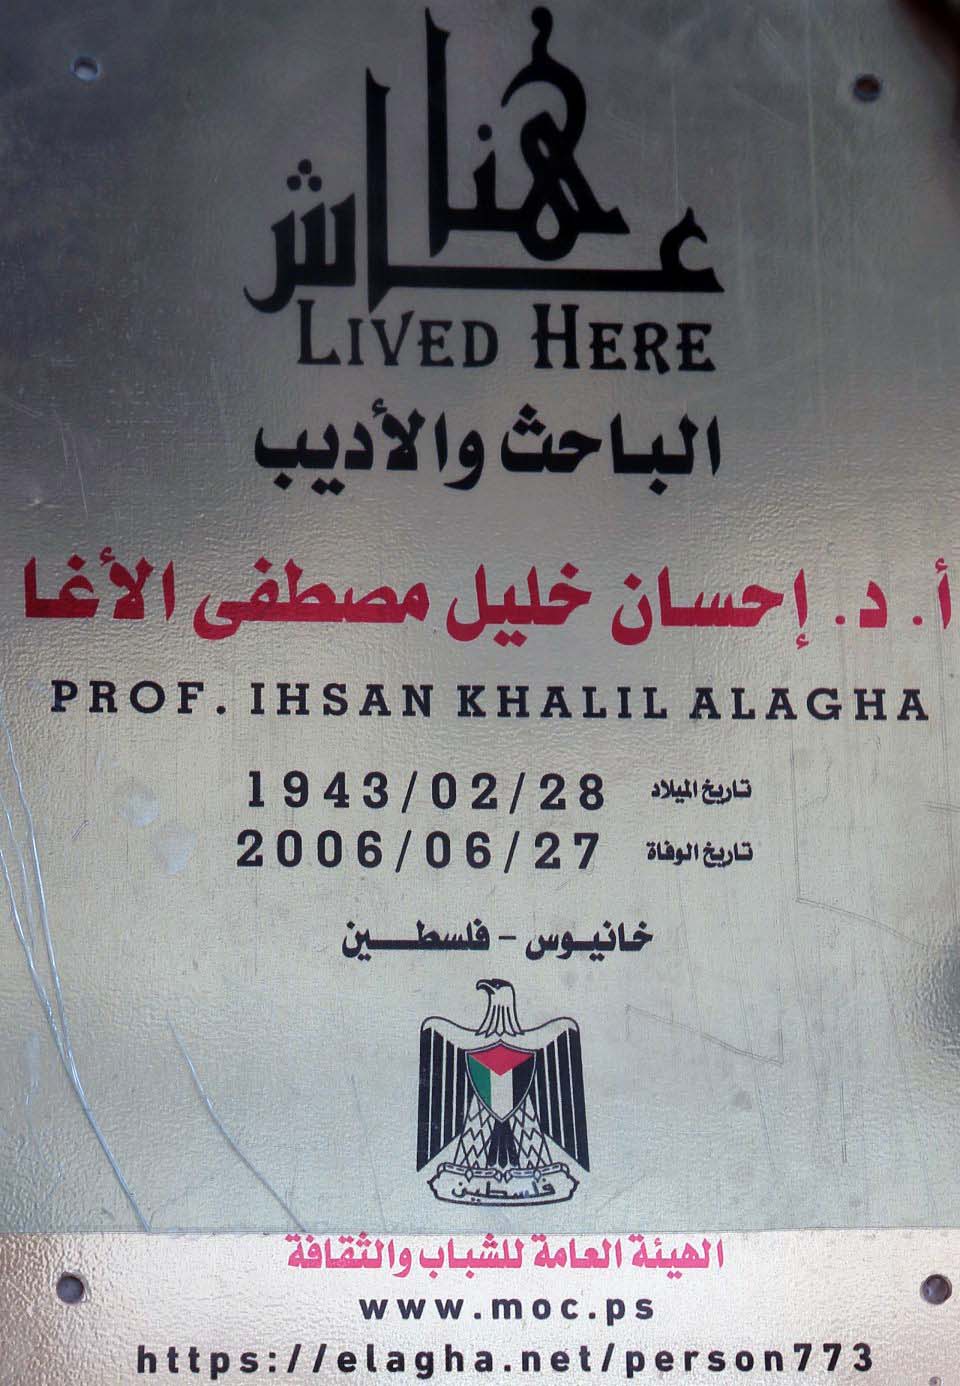 هنا
عاش
LIVED HERE
الباحث والأديب
أ. د. إحسان خليل مصطفى الأغا
PROF. IHSAN KHALIL ALAGHA
1943/02/28 تاريخ الميلاد
2006/06/27 تاريخ الوفاة
خانيوس - فلسطين
فلسطين
الهيئة العامة للشباب والثقافة
www.moc.ps
https://elagha.net/person773